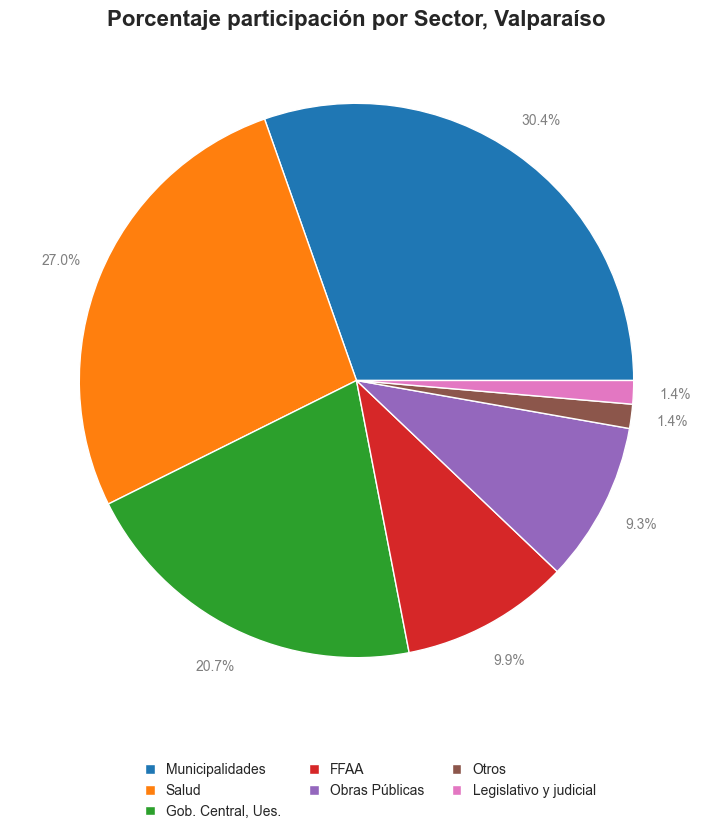 Porcentaje participación por Sector, Valparaíso
30.4%
27.0%
1.4%
1.4%
9.3%
9.9%
20.7%
Municipalidades
Salud
Gob. Central, Ues.
FFAA
Obras Públicas
Otros
Legislativo y judicial